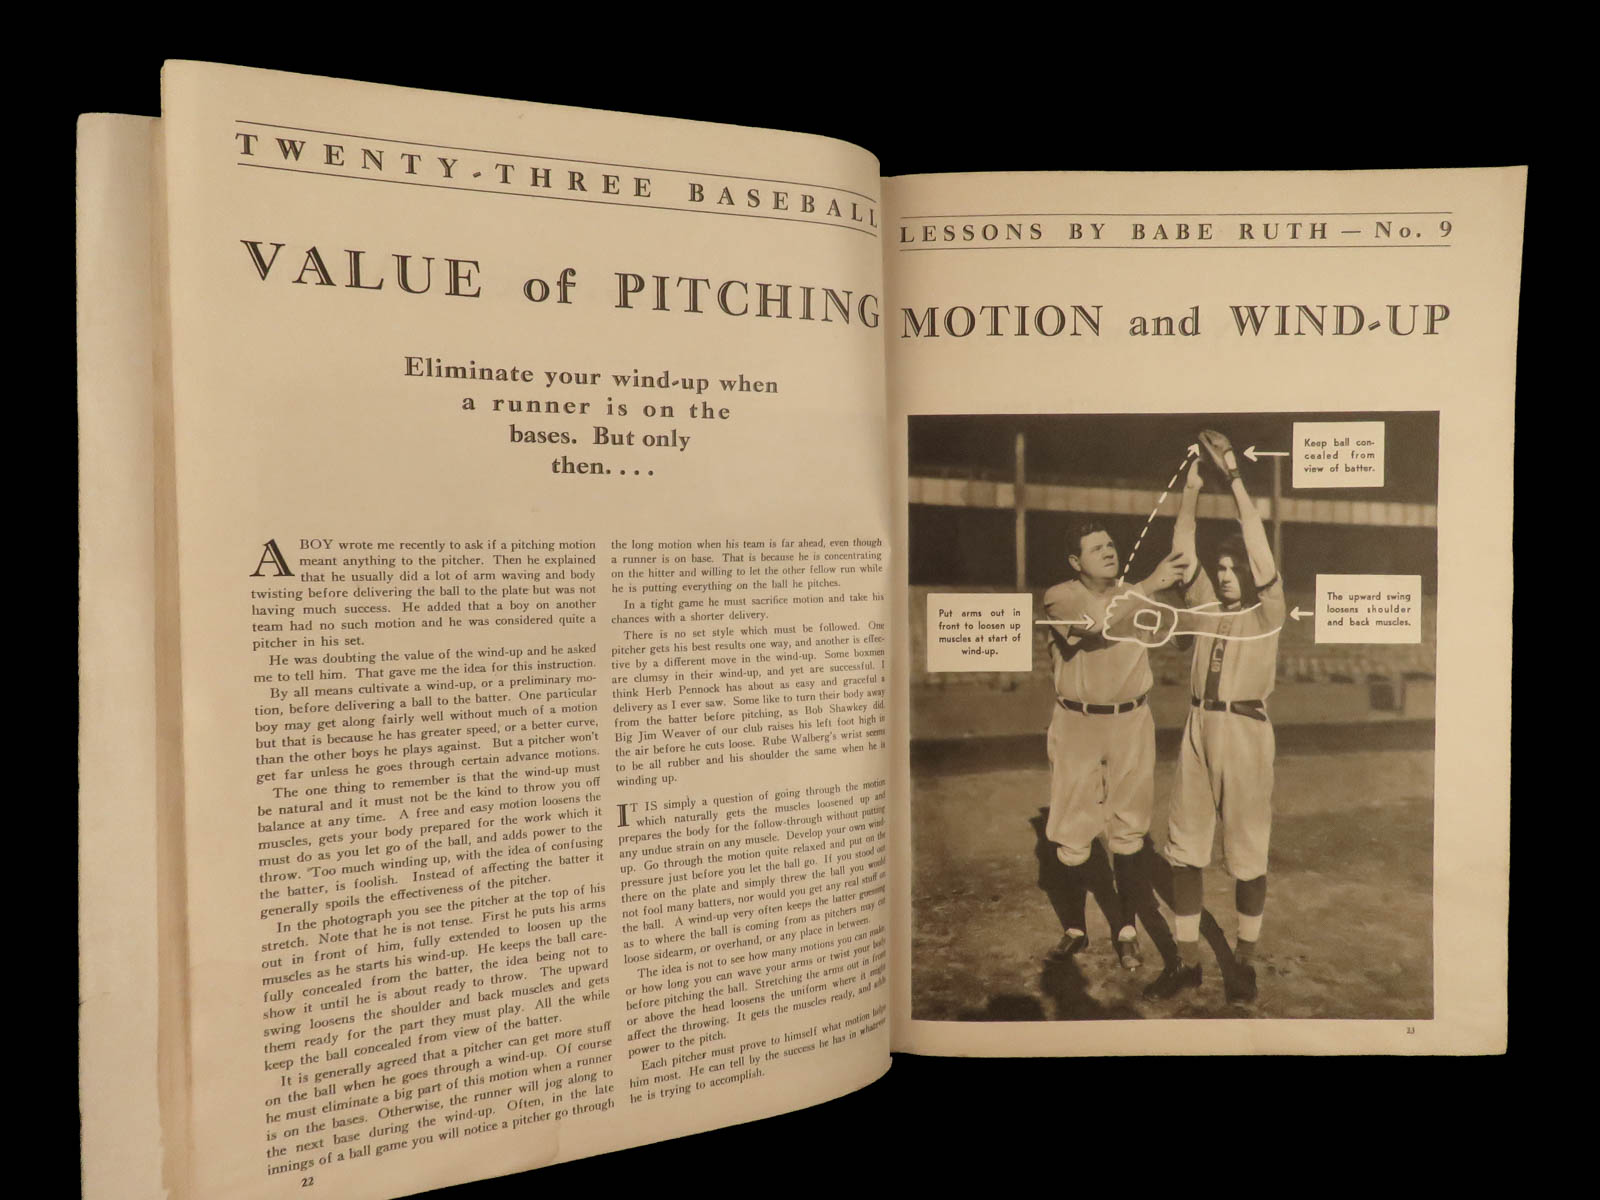 TWENTY-THREE BASEBALL
VALUE of PITCHING
Eliminate your wind-up when
a runner is on the
bases. But only
then. . . .
A BOY wrote me recently to ask if a pitching motion
meant anything to the pitcher. Then he explained
that he usually did a lot of arm waving and body
twisting before delivering the ball to the plate but was not
having much success. He added that a boy on another
team had no such motion and he was considered quite a
pitcher in his set.
He was doubting the value of the wind-up and he asked
me to tell him. That gave me the idea for this instruction.
By all means cultivate a wind-up, or a preliminary mo-
tion, before delivering a ball to the batter. One particular
boy may get along fairly well without much of a motion
but that is because he has greater speed, or a better curve,
than the other boys he plays against. But a pitcher won't
get far unless he goes through certain advance motions.
The one thing to remember is that the wind-up must
be natural and it must not be the kind to throw you off
balance at any time. A free and easy motion loosens the
muscles, gets your body prepared for the work which it
must do as you let go of the ball, and adds power to the
throw. Too much winding up, with the idea of confusing
the batter, is foolish. Instead of affecting the batter it
generally spoils the effectiveness of the pitcher.
In the photograph you see the pitcher at the top of his
stretch. Note that he is not tense. First he puts his arms
out in front of him, fully extended to loosen up the
muscles as he starts his wind-up. He keeps the ball care-
fully concealed from the batter, the idea being not to
show it until he is about ready to throw. The upward
swing loosens the shoulder and back muscles and gets
them ready for the part they must play. All the while
keep the ball concealed from view of the batter.
It is generally agreed that a pitcher can get more stuff
on the ball when he goes through a wind-up. Of course
he must eliminate a big part of this motion when a runner
is on the bases. Otherwise, the runner will jog along to
the next base during the wind-up. Often, in the late
innings of a ball game you will notice a pitcher go through
22
the long motion when his team is far ahead, even though
a runner is on base. That is because he is concentrating
on the hitter and willing to let the other fellow run while
he is putting everything on the ball he pitches.
In a tight game he must sacrifice motion and take his
chances with a shorter delivery.
There is no set style which must be followed. One
pitcher gets his best results one way, and another is effec-
tive by a different move in the wind-up. Some boxmen
are clumsy in their wind-up, and yet are successful. I
think Herb Pennock has about as easy and graceful a
delivery as I ever saw. Some like to turn their body away
from the batter before pitching, as Bob Shawkey did.
Big Jim Weaver of our club raises his left foot high in
the air before he cuts loose. Rube Walberg's wrist seems
to be all rubber and his shoulder the same when he is
winding up.
IT IS simply a question of going through the motion
which naturally gets the muscles loosened up and
prepares the body for the follow-through without putting
any undue strain on any muscle. Develop your own wind-
up. Go through the motion quite relaxed and put on the
pressure just before you let the ball go. If you stood out
there on the plate and simply threw the ball you would
not fool many batters, nor would you get any real stuff on
the ball. A wind-up very often keeps the batter guessing
as to where the ball is coming from as pitchers may cut
loose sidearm, or overhand, or any place in between.
The idea is not to see how many motions you can make
or how long you can wave your arms or twist your body
before pitching the ball. Stretching the arms out in front
or above the head loosens the uniform where it might
affect the throwing. It gets the muscles ready, and adds
power to the pitch.
Each pitcher must prove to himself what motion helps
him most. He can tell by the success he has in whatever
he is trying to accomplish.
LESSONS BY BABE RUTH — No. 9
MOTION and WIND-UP
Keep ball con-
cealed from
view of batter.
Put arms out in
front to loosen up
muscles at start of
wind-up.
The upward swing
loosens shoulder
and back muscles.
23